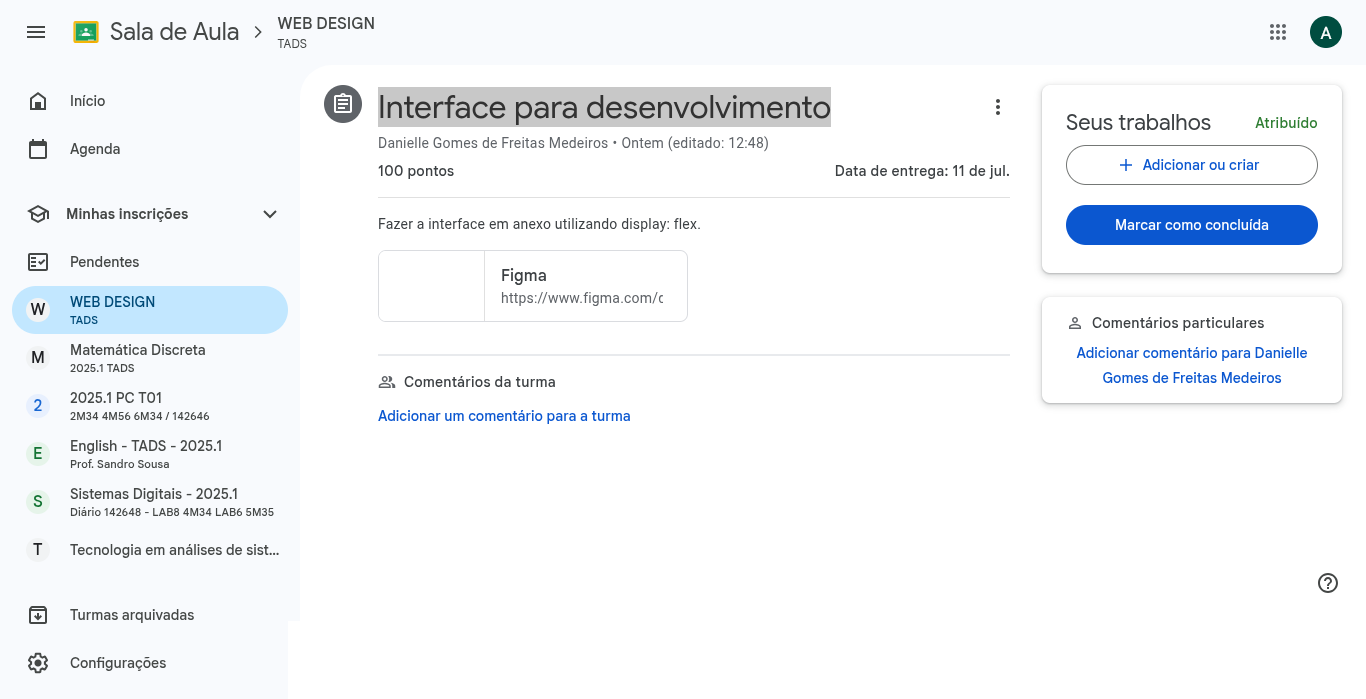 Sala de Aula
WEB DESIGN
TADS
A
Início
Agenda
Minhas inscrições
Pendentes
W
WEB DESIGN
TADS
M
Matemática Discreta
2025.1 TADS
2
2025.1 PC T01
2M34 4M56 6M34 / 142646
E
English - TADS - 2025.1
Prof. Sandro Sousa
S
Sistemas Digitais - 2025.1
Diário 142648 - LAB8 4M34 LAB6 5M35
T
Tecnologia em análises de sist...
Turmas arquivadas
Configurações
Interface para desenvolvimento
Danielle Gomes de Freitas Medeiros • Ontem (editado: 12:48)
100 pontos
Data de entrega: 11 de jul.
Fazer a interface em anexo utilizando display: flex.
Figma
https://www.figma.com/c
Comentários da turma
Adicionar um comentário para a turma
Seus trabalhos
Atribuído
Adicionar ou criar
Marcar como concluída
Comentários particulares
Adicionar comentário para Danielle
Gomes de Freitas Medeiros